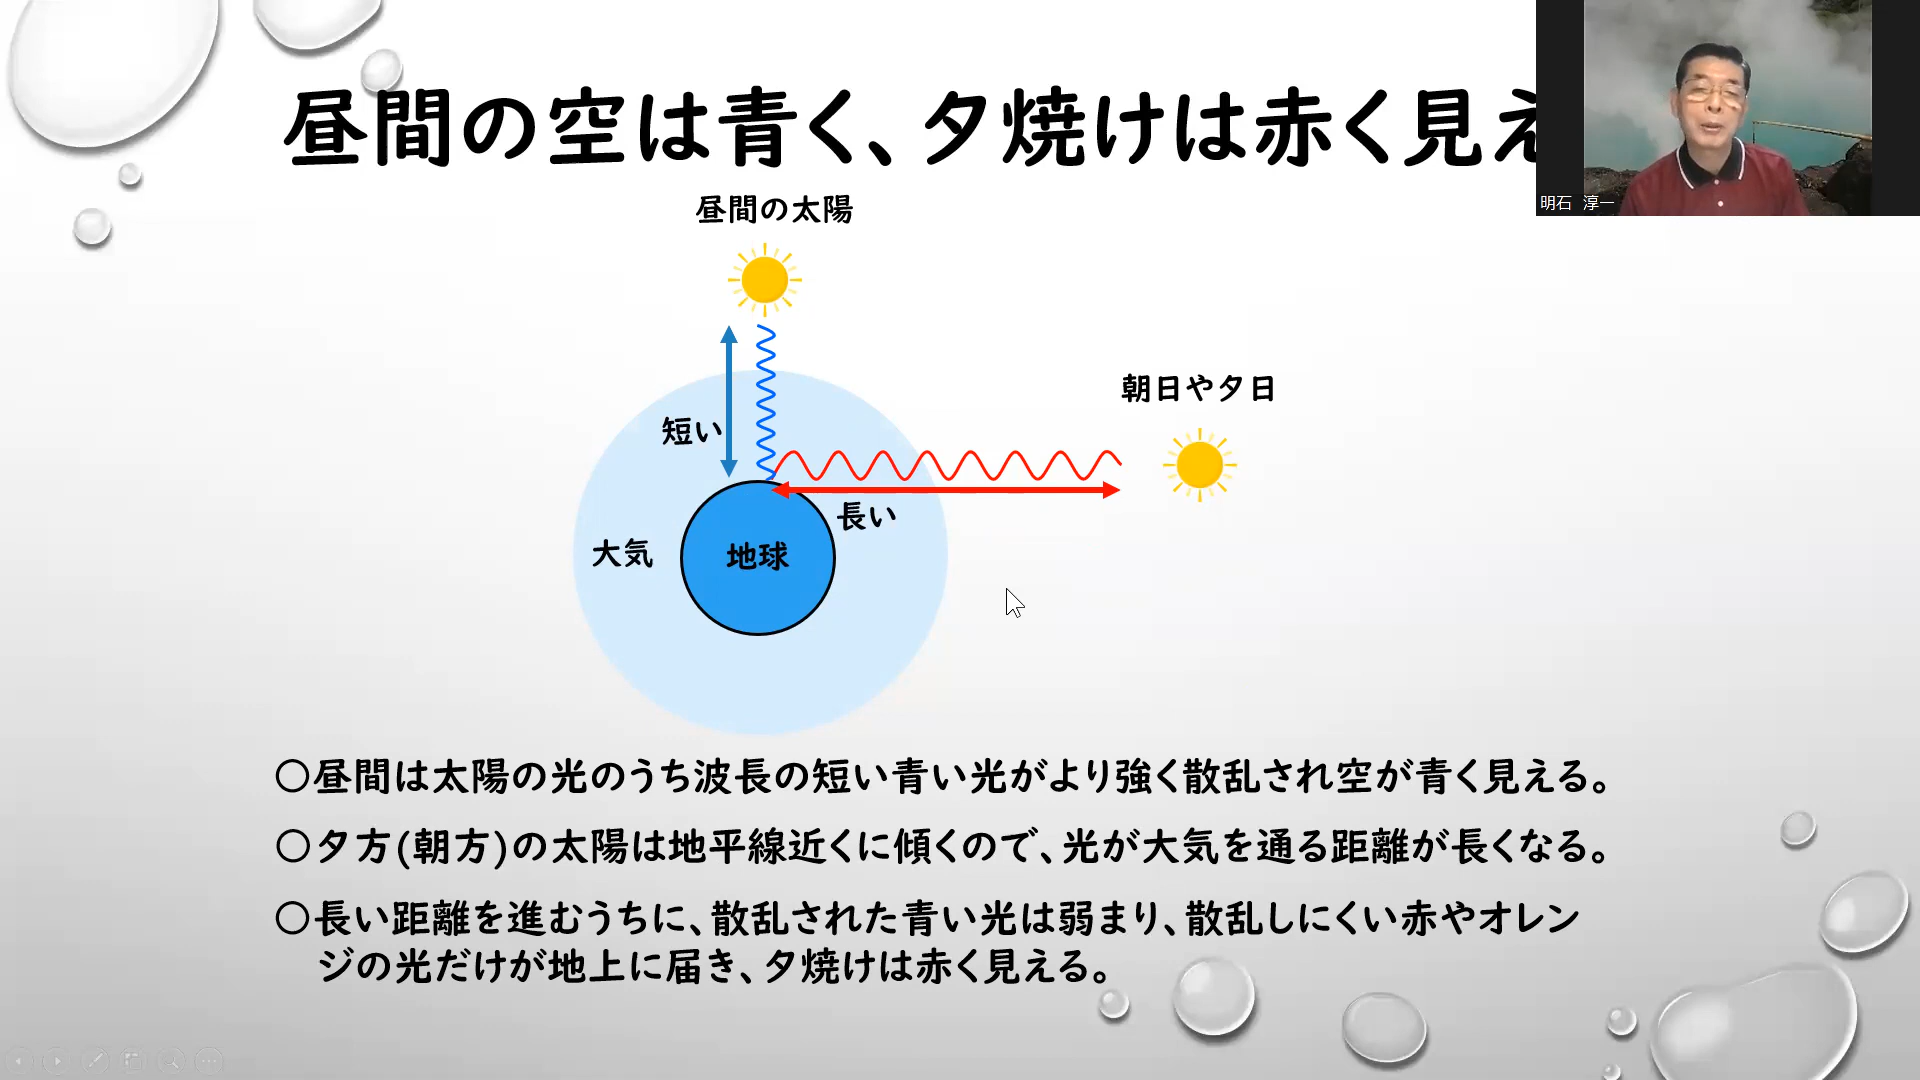 昼間の空は青く、夕焼けは赤く見え
明石 淳一
昼間の太陽
朝日や夕日
短い
長い
大気
地球
〇昼間は太陽の光のうち波長の短い青い光がより強く散乱され空が青く見える。
〇夕方(朝方)の太陽は地平線近くに傾くので、光が大気を通る距離が長くなる。
〇長い距離を進むうちに、散乱された青い光は弱まり、散乱しにくい赤やオレン
ジの光だけが地上に届き、夕焼けは赤く見える。